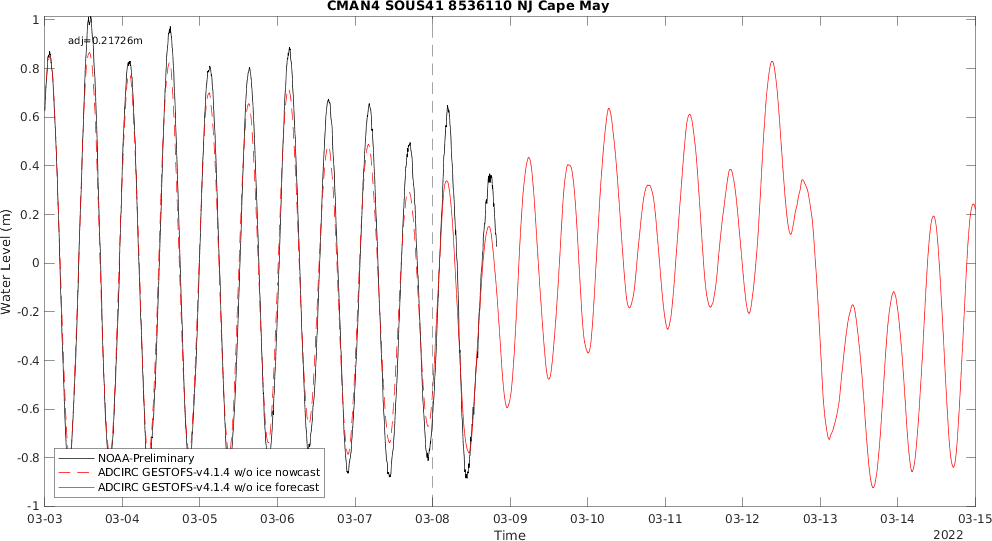 CMAN4 SOUS41 8536110 NJ Cape May
adj=0.21726m
Water Level (m)
1
0.8
0.6
0.4
0.2
0
-0.2
-0.4
-0.6
-0.8
-1
NOAA-Preliminary
ADCIRC GESTOFS-v4.1.4 w/o ice nowcast
ADCIRC GESTOFS-v4.1.4 w/o ice forecast
03-03 03-04 03-05 03-06 03-07 03-08 03-09 03-10 03-11 03-12 03-13 03-14 03-15
Time
2022